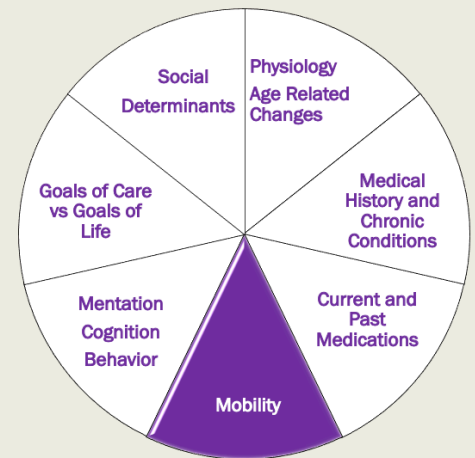 Physiology
Age Related
Changes
Medical
History and
Chronic
Conditions
Current and
Past
Medications
Mobility
Mentation
Cognition
Behavior
Goals of Care
vs Goals of
Life
Social
Determinants